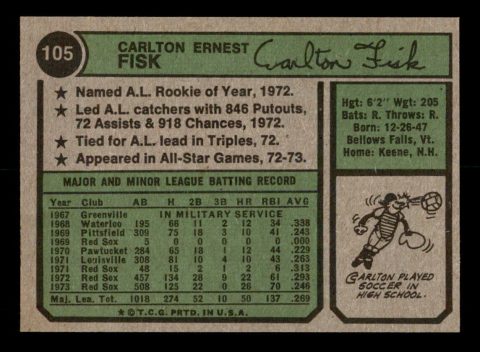 105
CARLTON ERNEST
FISK
Carlton Fisk
★ Named A.L. Rookie of Year, 1972.
★ Led A.L. catchers with 846 Putouts,
72 Assists & 918 Chances, 1972.
★ Tied for A.L. lead in Triples, 72.
★ Appeared in All-Star Games, 72-73.
Hgt: 6'2" Wgt: 205
Bats: R. Throws: R.
Born: 12-26-47
Bellows Falls, Vt.
Home: Keene, N.H.
MAJOR AND MINOR LEAGUE BATTING RECORD
Year Club AB H 2B 3B HR RBI AVG
1967 Greenville IN MILITARY SERVICE
1968 Waterloo 195 66 11 2 12 34 .338
1969 Pittsfield 309 75 18 3 10 41 .243
1969 Red Sox 5 0 0 0 0 0 .000
1970 Pawtucket 284 65 18 1 12 44 .229
1971 Louisville 308 81 10 4 10 43 .263
1971 Red Sox 48 15 2 1 2 6 .313
1972 Red Sox 457 134 28 9 22 61 .293
1973 Red Sox 508 125 22 0 26 70 .246
Maj. Lea. Tot. 1018 274 52 10 50 137 .269
★ © T.C.G. PRTD. IN U.S.A.
CARLTON PLAYED
SOCCER IN
HIGH SCHOOL.